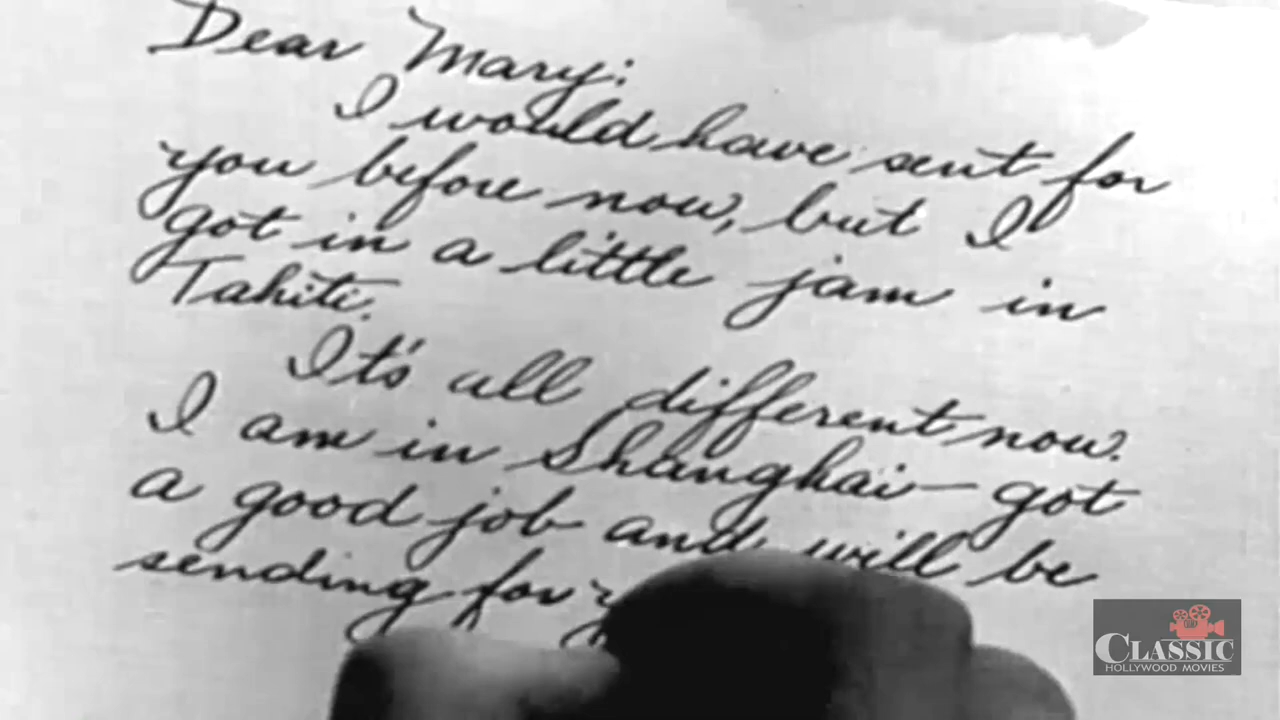 Dear Mary:
I would have sent for
you before now, but I
got in a little jam in
Tahiti.
It's all different now.
I am in Shanghai — got
a good job and will be
sending for
CLASSIC
HOLLYWOOD MOVIES